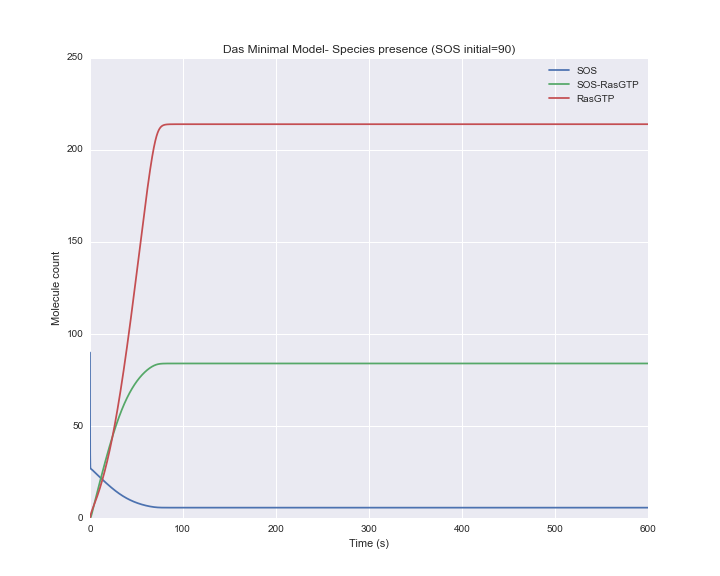 Das Minimal Model- Species presence (SOS initial=90)
250
200
150
100
50
0
Molecule count
SOS
SOS-RasGTP
RasGTP
0 100 200 300 400 500 600
Time (s)